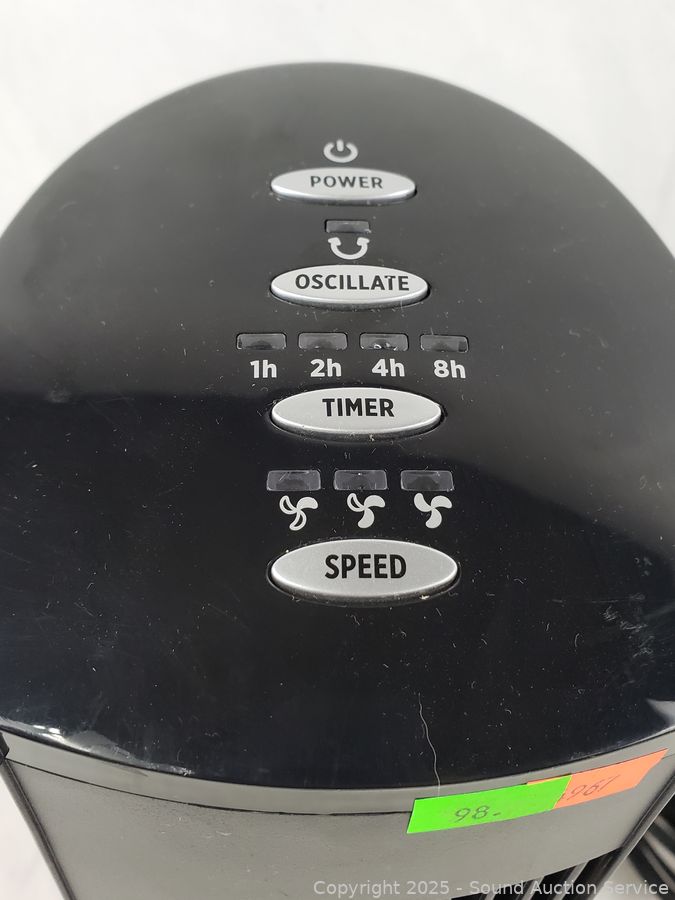 POWER
OSCILLATE
1h 2h 4h 8h
TIMER
SPEED
98.
Copyright 2025 - Sound Auction Service